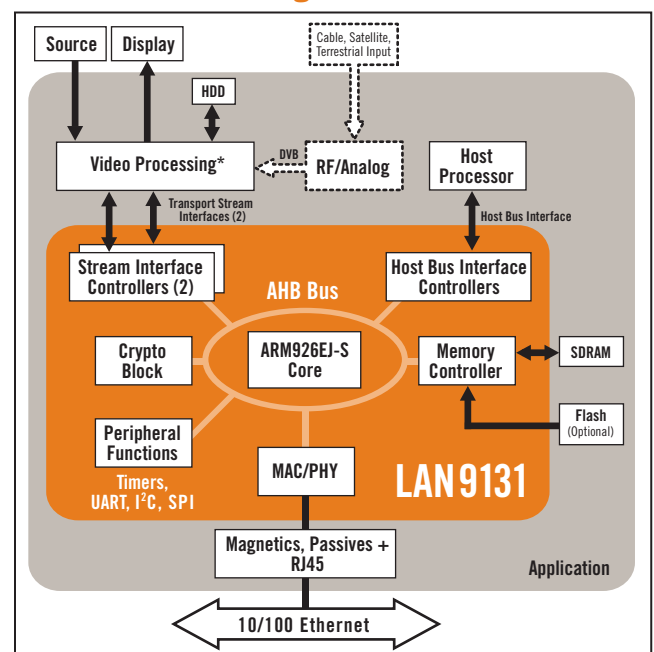 Source
Display
Cable, Satellite,
Terrestrial Input
HDD
Video Processing*
DVB
RF/Analog
Host
Processor
Transport Stream
Interfaces (2)
Host Bus Interface
Stream Interface
Controllers (2)
AHB Bus
Host Bus Interface
Controllers
Crypto
Block
ARM926EJ-S
Core
Memory
Controller
SDRAM
Flash
(Optional)
Peripheral
Functions
Timers,
UART, I²C, SPI
MAC/PHY
LAN9131
Magnetics, Passives +
RJ45
Application
10/100 Ethernet